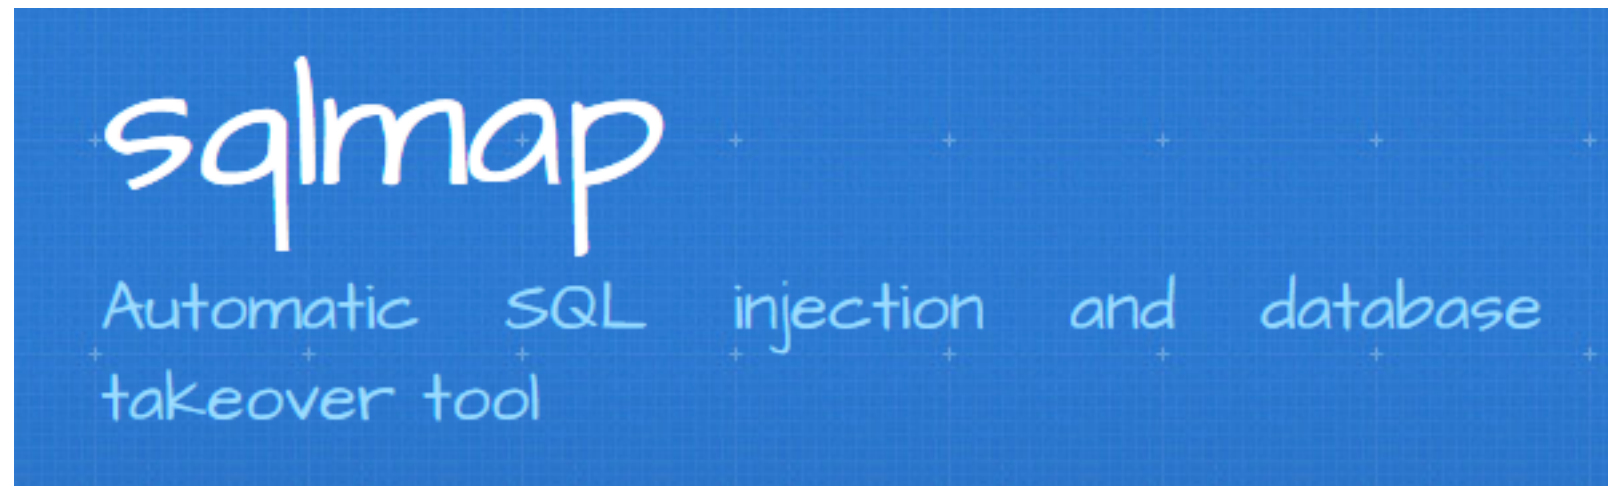 sqlmap
Automatic SQL injection and database
takeover tool